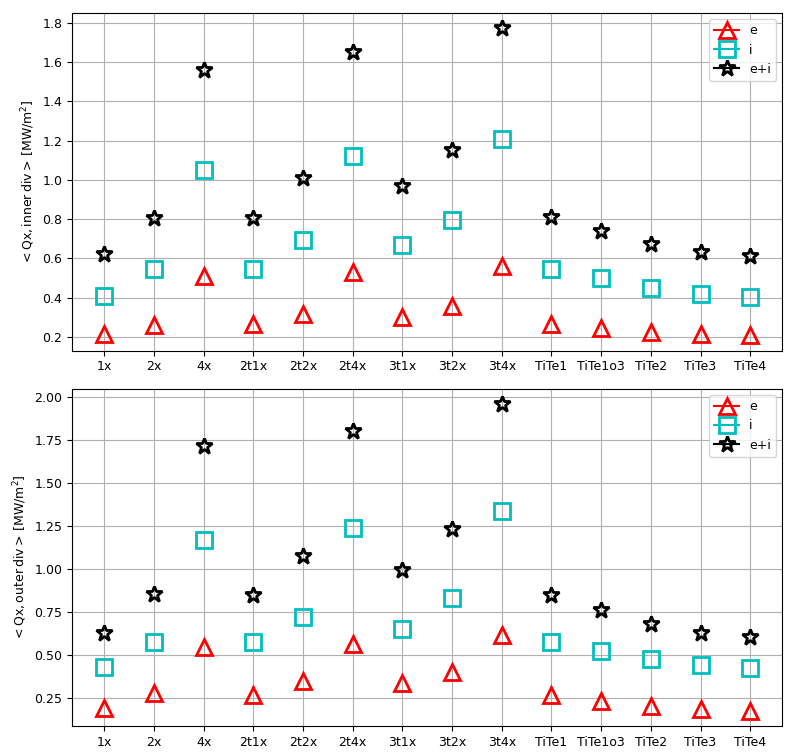 1.8
1.6
1.4
1.2
1.0
0.8
0.6
0.4
0.2
< Qx, inner div > [MW/m²]
e
i
e+i
1x 2x 4x 2t1x 2t2x 2t4x 3t1x 3t2x 3t4x TiTe1 TiTe1o3 TiTe2 TiTe3 TiTe4
2.00
1.75
1.50
1.25
1.00
0.75
0.50
0.25
< Qx, outer div > [MW/m²]
e
i
e+i
1x 2x 4x 2t1x 2t2x 2t4x 3t1x 3t2x 3t4x TiTe1 TiTe1o3 TiTe2 TiTe3 TiTe4